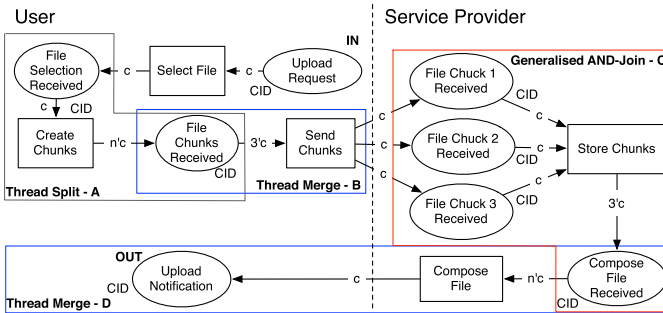 User
Service Provider
IN
File
Selection
Received
c
Select File
c
CID
Upload
Request
c
CID
Create
Chunks
n'c
File
Chunks
Received
CID
3'c
Send
Chunks
Thread Split - A
Thread Merge - B
Generalised AND-Join - C
c
File Chuck 1
Received
CID
c
c
File Chuck 2
Received
c
CID
c
File Chuck 3
Received
c
CID
Store Chunks
3'c
OUT
CID
Upload
Notification
c
Compose
File
n'c
Compose
File
Received
CID
Thread Merge - D